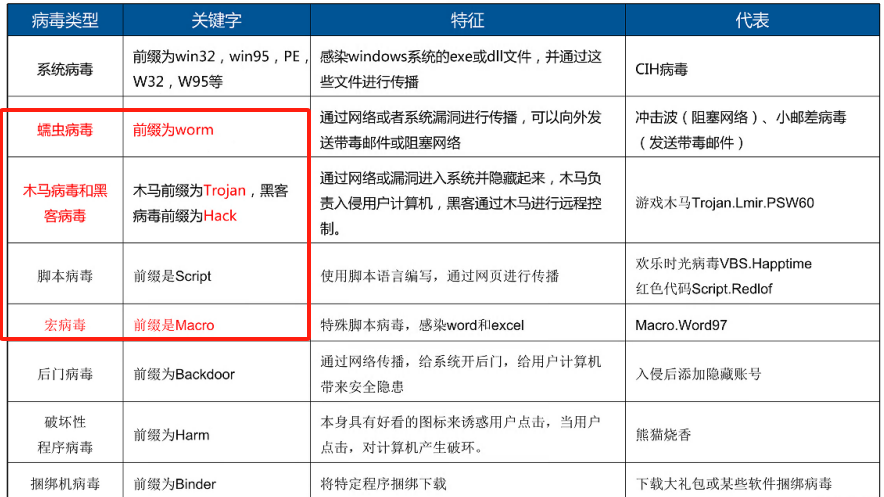 病毒类型 关键字 特征 代表
系统病毒
前缀为win32，win95，PE，
W32，W95等
感染windows系统的exe或dll文件，并通过这
些文件进行传播
CIH病毒
蠕虫病毒
前缀为worm
通过网络或者系统漏洞进行传播，可以向外发
送带毒邮件或阻塞网络
冲击波（阻塞网络）、小邮差病毒
（发送带毒邮件）
木马病毒和黑
客病毒
木马前缀为Trojan，黑客
病毒前缀为Hack
通过网络或漏洞进入系统并隐藏起来，木马负
责入侵用户计算机，黑客通过木马进行远程控
制。
游戏木马Trojan.Lmir.PSW60
脚本病毒
前缀是Script
使用脚本语言编写，通过网页进行传播
欢乐时光病毒VBS.Happtime
红色代码Script.Redlof
宏病毒
前缀是Macro
特殊脚本病毒，感染word和excel
Macro.Word97
后门病毒
前缀为Backdoor
通过网络传播，给系统开后门，给用户计算机
带来安全隐患
入侵后添加隐藏账号
破坏性
程序病毒
前缀为Harm
本身具有好看的图标来诱惑用户点击，当用户
点击，对计算机产生破环。
熊猫烧香
捆绑机病毒
前缀为Binder
将特定程序捆绑下载
下载大礼包或某些软件捆绑病毒